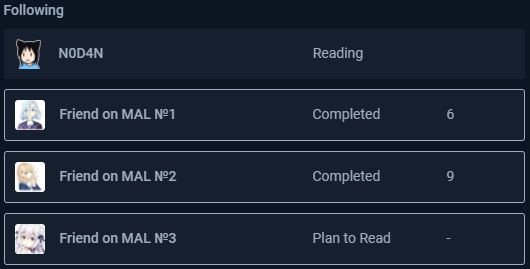 Following
N0D4N Reading
Friend on MAL №1 Completed 6
Friend on MAL №2 Completed 9
Friend on MAL №3 Plan to Read -